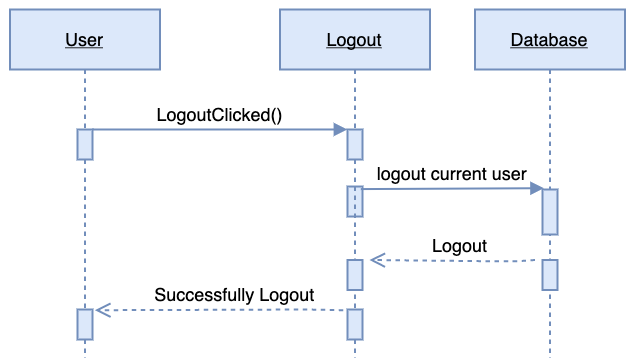 User
Logout
Database
LogoutClicked()
logout current user
Logout
Successfully Logout